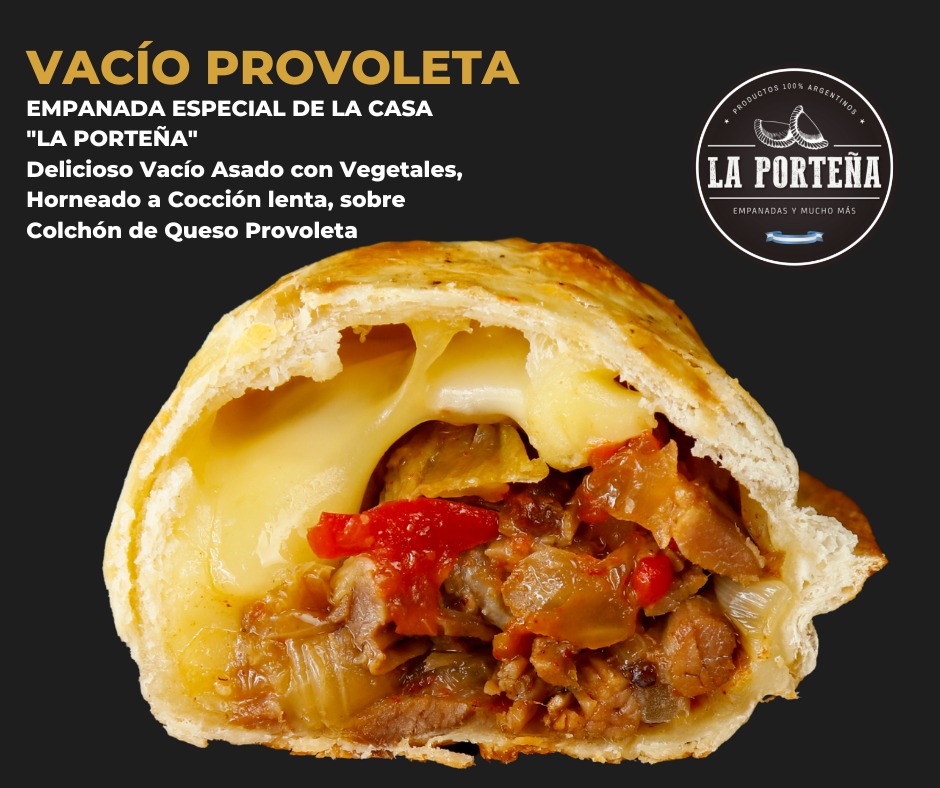 VACÍO PROVOLETA
EMPANADA ESPECIAL DE LA CASA
"LA PORTEÑA"
Delicioso Vacío Asado con Vegetales,
Horneado a Cocción lenta, sobre
Colchón de Queso Provoleta
★ PRODUCTOS 100% ARGENTINOS ★
LA PORTEÑA
EMPANADAS Y MUCHO MÁS